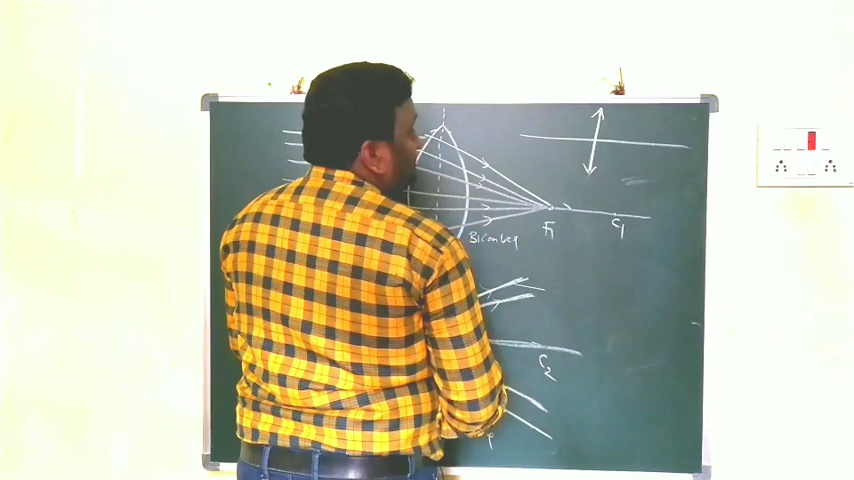 Biconvex
F₁
C₁
C₂